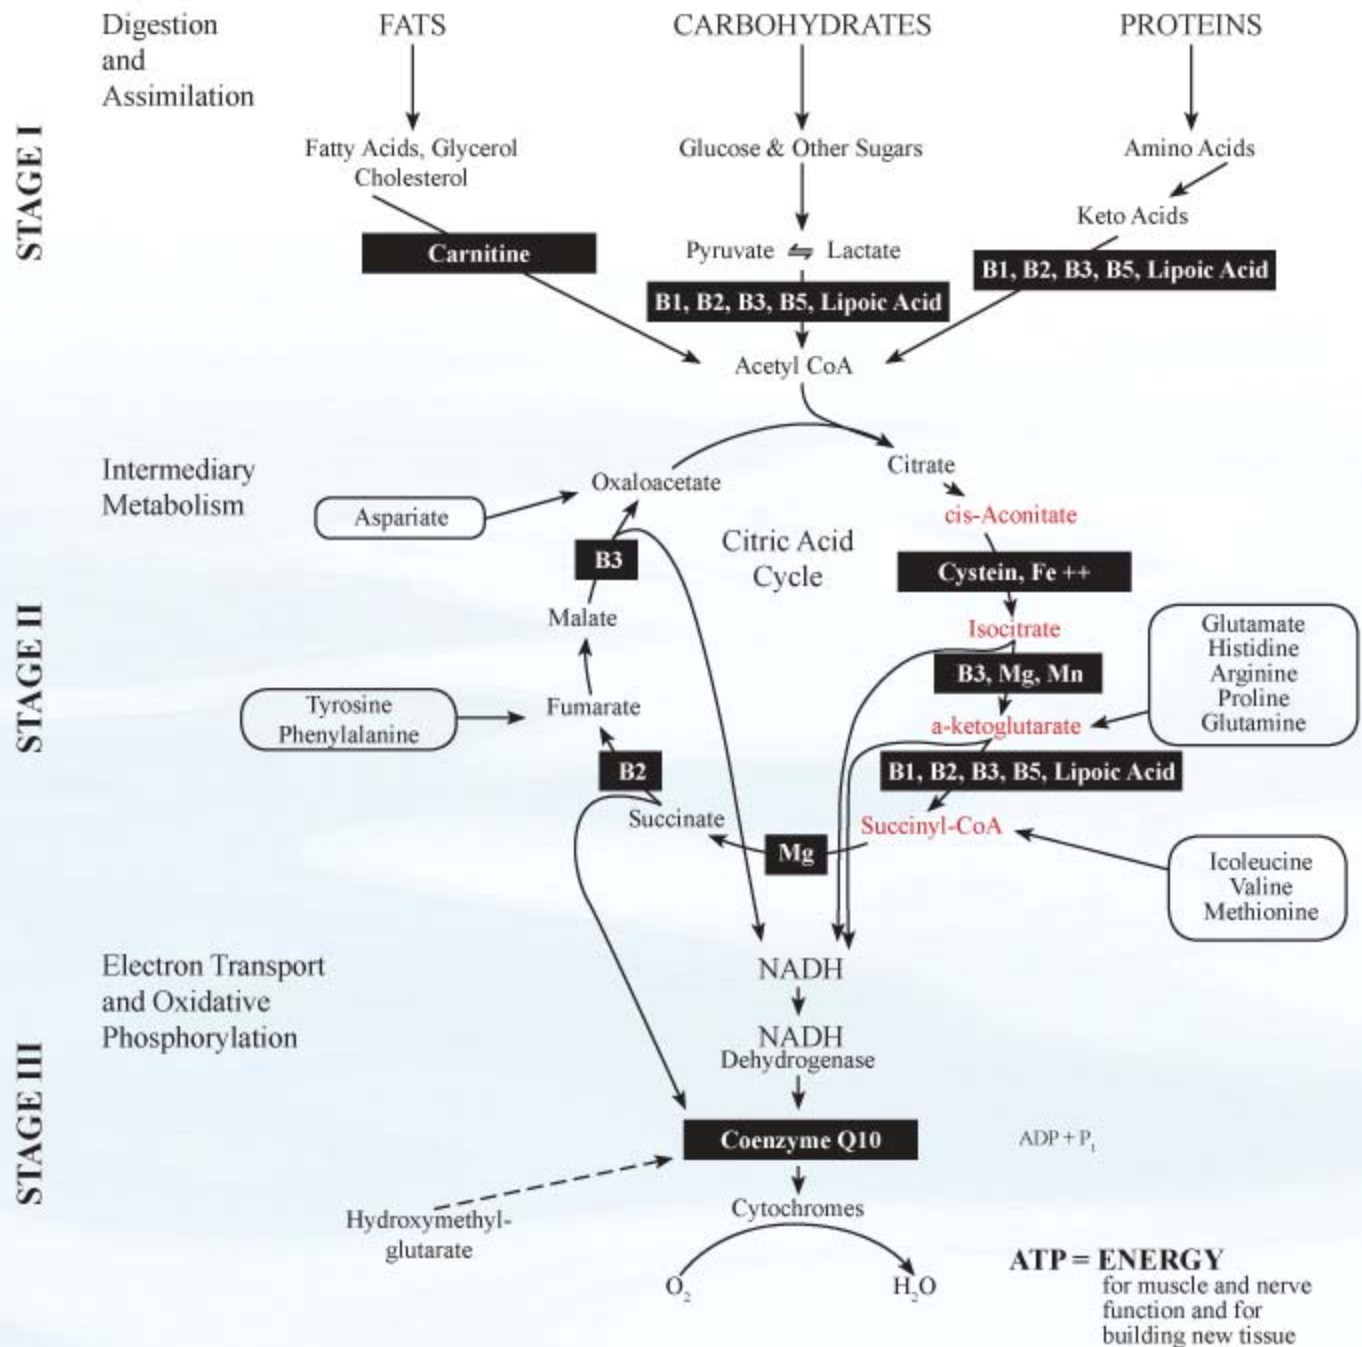 Digestion
and
Assimilation
FATS
CARBOHYDRATES
PROTEINS
STAGE I
Fatty Acids, Glycerol
Cholesterol
Glucose & Other Sugars
Amino Acids
Keto Acids
Carnitine
Pyruvate ⇋ Lactate
B1, B2, B3, B5, Lipoic Acid
B1, B2, B3, B5, Lipoic Acid
Acetyl CoA
Intermediary
Metabolism
STAGE II
Oxaloacetate
Citrate
Aspariate
cis-Aconitate
Citric Acid
Cycle
B3
Cystein, Fe ++
Malate
Isocitrate
B3, Mg, Mn
Glutamate
Histidine
Arginine
Proline
Glutamine
Tyrosine
Phenylalanine
Fumarate
a-ketoglutarate
B2
B1, B2, B3, B5, Lipoic Acid
Succinate
Succinyl-CoA
Mg
Icoleucine
Valine
Methionine
Electron Transport
and Oxidative
Phosphorylation
STAGE III
NADH
NADH
Dehydrogenase
Coenzyme Q10
ADP + P₁
Hydroxymethyl-
glutarate
Cytochromes
O₂
H₂O
ATP = ENERGY
for muscle and nerve
function and for
building new tissue